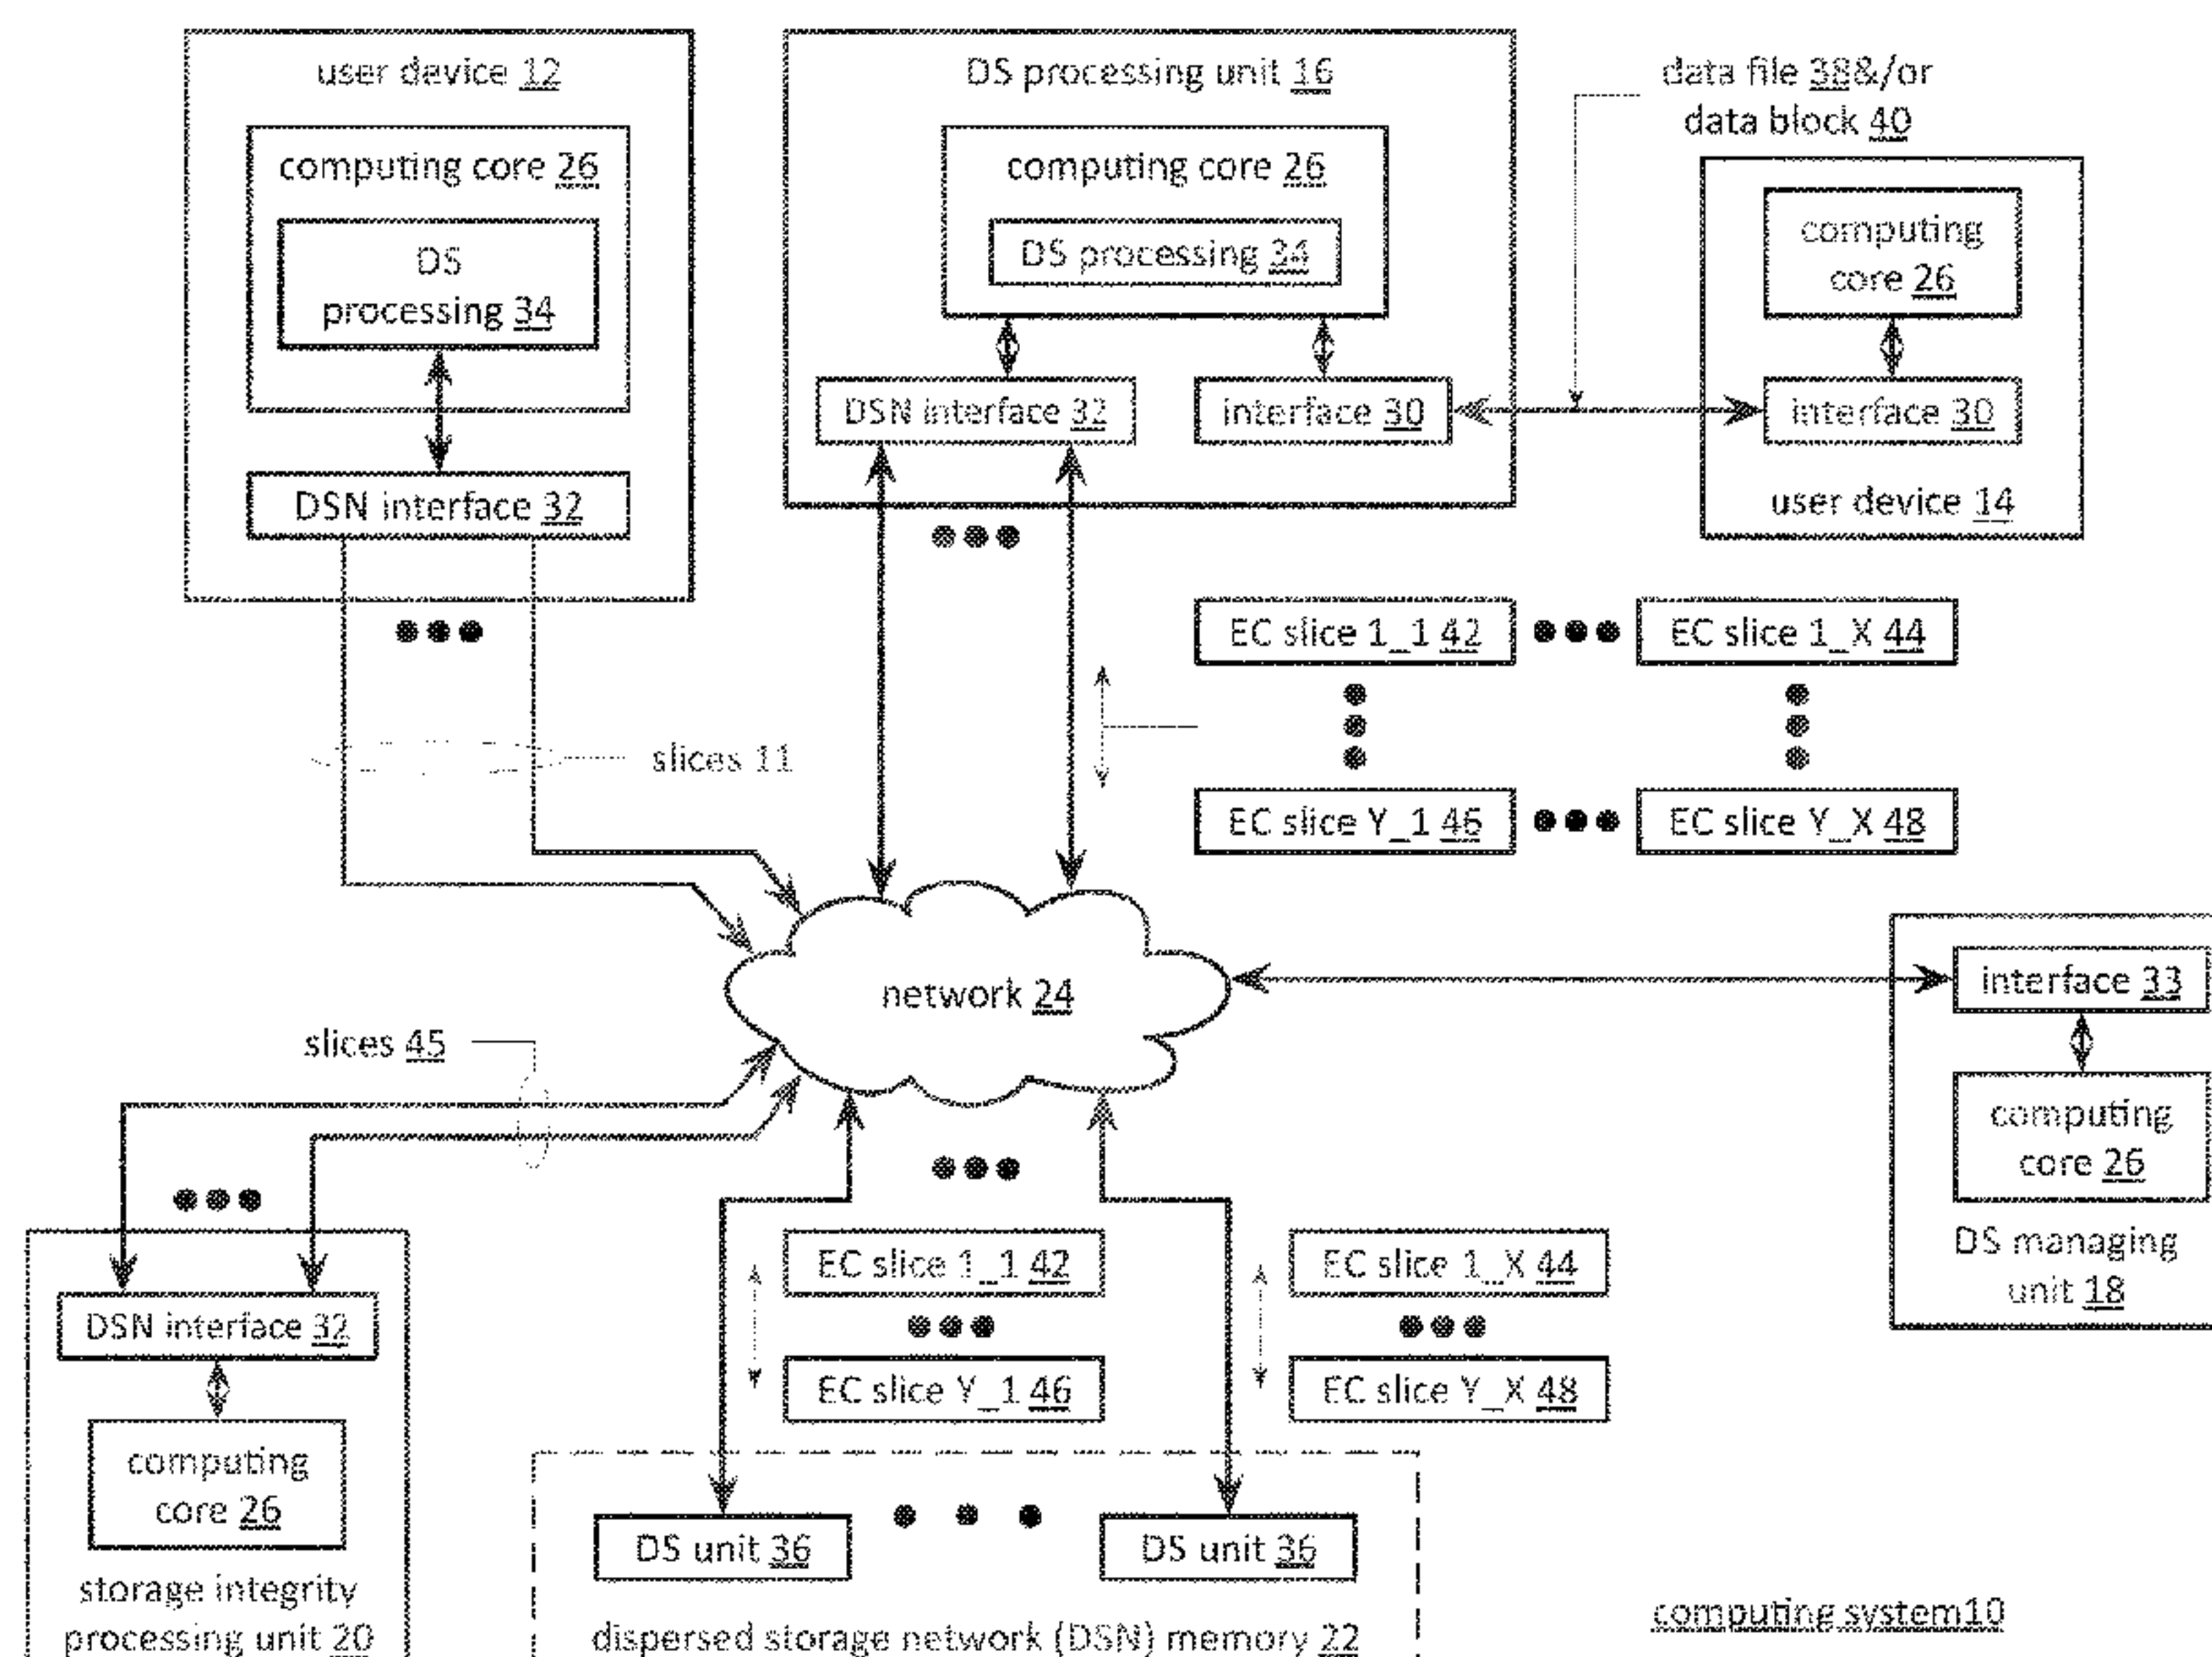 user device 12
computing core 26
DS
processing 34
DSN interface 32
DS processing unit 16
computing core 26
DS processing 34
DSN interface 32
interface 30
data file 38&/or
data block 40
computing
core 26
interface 30
user device 14
slices 11
EC slice 1_1 42
EC slice 1_X 44
EC slice Y_1 46
EC slice Y_X 48
network 24
interface 33
computing
core 26
DS managing
unit 18
slices 45
DSN interface 32
computing
core 26
storage integrity
processing unit 20
EC slice 1_1 42
EC slice 1_X 44
EC slice Y_1 46
EC slice Y_X 48
DS unit 36
DS unit 36
dispersed storage network (DSN) memory 22
computing system10